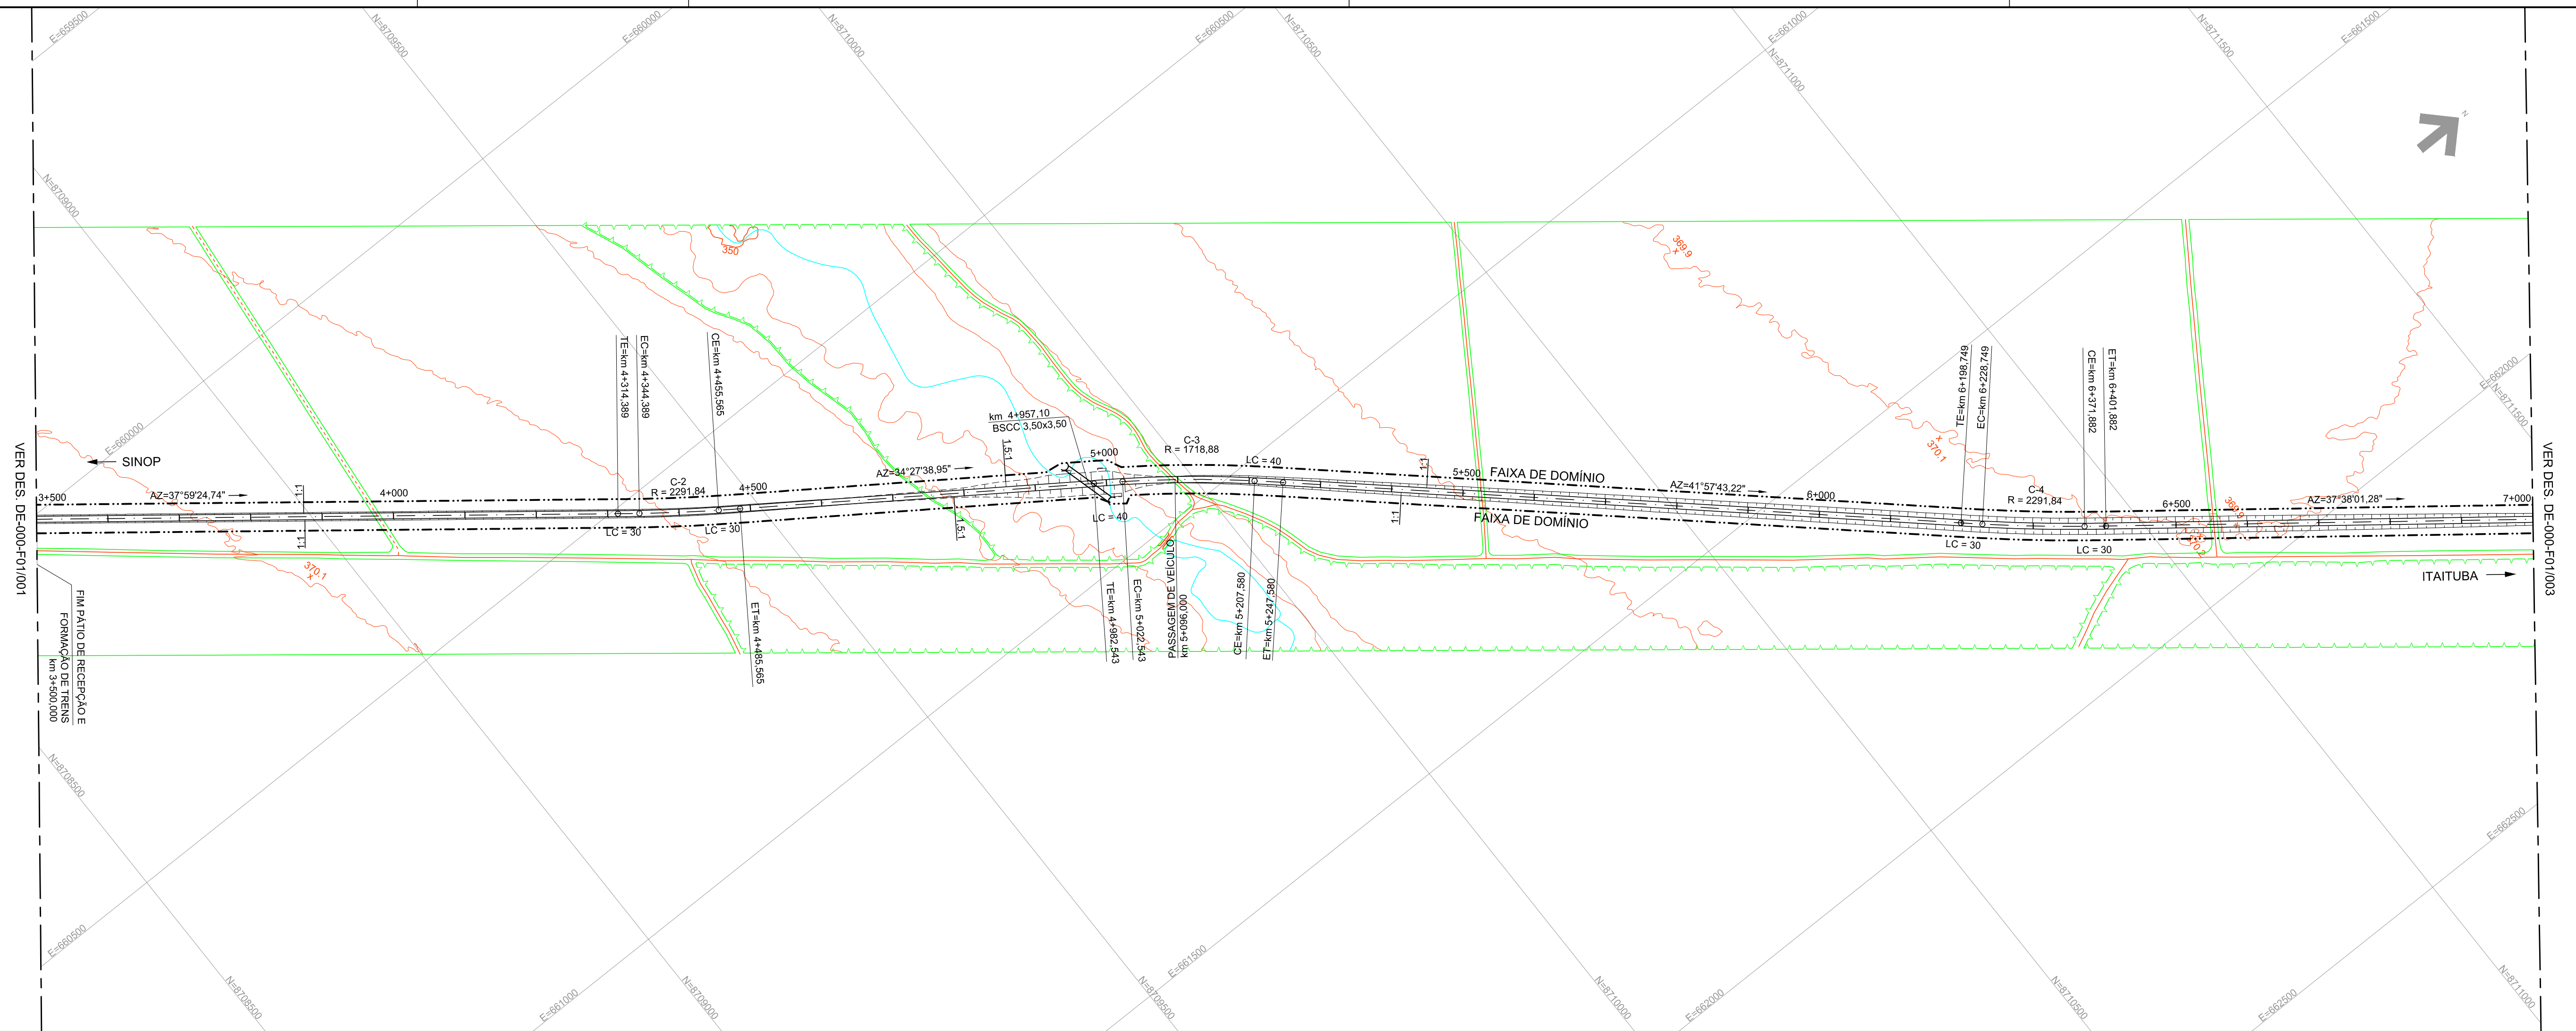 E=659500
N=8709500
E=660000
N=8710000
E=660500
N=8710500
E=661000
N=8711000
N=8711500
E=661500
N
N=8709000
350
369.9
x
E=662000
N=8711500
TE=km 4+314,389
EC=km 4+344,389
CE=km 4+455,565
TE=km 6+198,749
EC=km 6+228,749
CE=km 6+371,882
ET=km 6+401,882
E=660000
km 4+957,10
BSCC 3,50x3,50
1.5:1
C-3
R = 1718,88
LC = 40
5+000
x
370.1
VER DES. DE-000-F01/001
SINOP
AZ=34°27'38,95"
1:1
5+500
FAIXA DE DOMÍNIO
VER DES. DE-000-F01/003
3+500
AZ=37°59'24,74"
1:1
4+000
C-2
R = 2291,84
4+500
AZ=41°57'43,22"
6+000
C-4
R = 2291,84
6+500
369.9
x
AZ=37°38'01,28"
7+000
1:1
LC = 30
LC = 30
1.5:1
LC = 40
1:1
FAIXA DE DOMÍNIO
LC = 30
LC = 30
x
370.2
370.1
x
ITAITUBA
FIM PÁTIO DE RECEPÇÃO E
FORMAÇÃO DE TRENS
km 3+500,000
ET=km 4+485,565
TE=km 4+982,543
EC=km 5+022,543
PASSAGEM DE VEÍCULO
km 5+096,000
CE=km 5+207,580
ET=km 5+247,580
N=8708500
E=660500
N=8708500
E=661000
N=8709000
N=8709500
E=661500
N=8710000
E=662000
N=8710500
E=662500
E=662500
N=8711000